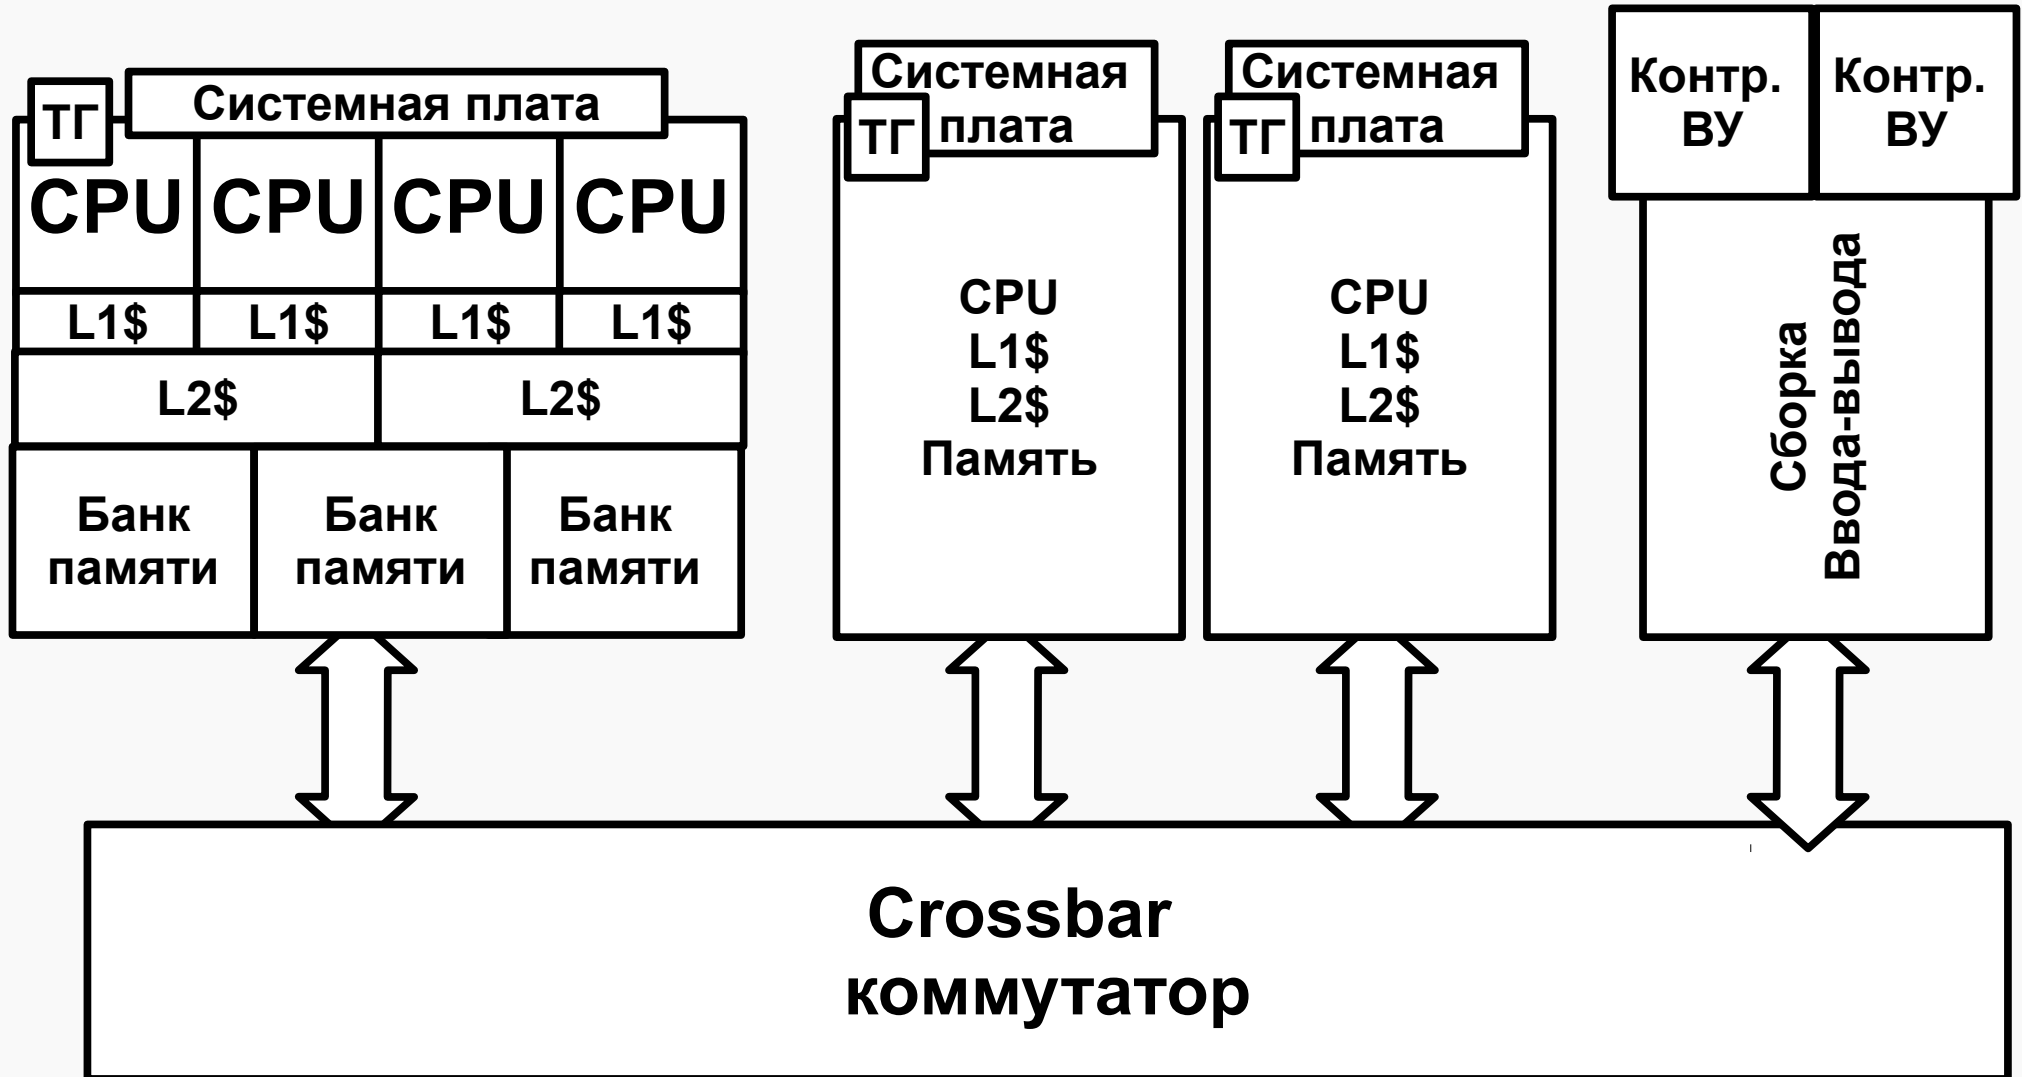 ТГ
Системная плата
CPU CPU CPU CPU
L1$ L1$ L1$ L1$
L2$ L2$
Банк
памяти
Банк
памяти
Банк
памяти
Системная
плата
ТГ
CPU
L1$
L2$
Память
Системная
плата
ТГ
CPU
L1$
L2$
Память
Контр.
ВУ
Контр.
ВУ
Сборка
Ввода-вывода
Crossbar
коммутатор